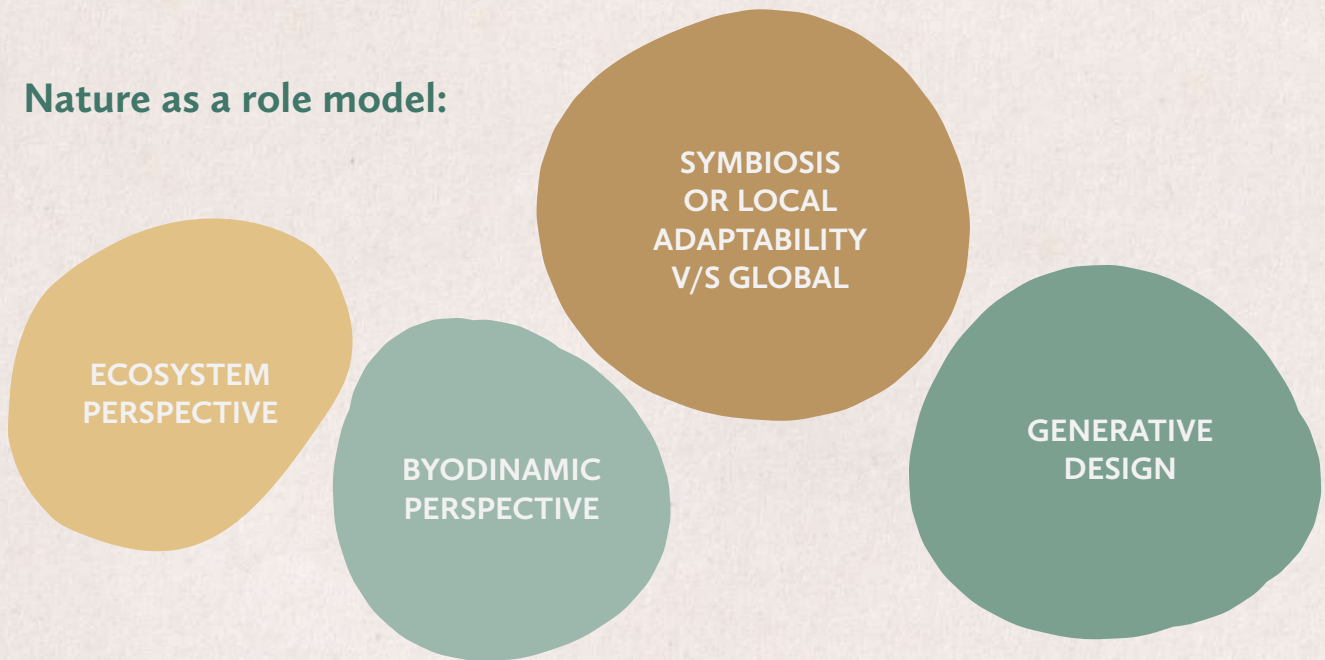 Nature as a role model:
ECOSYSTEM
PERSPECTIVE
BYODINAMIC
PERSPECTIVE
SYMBIOSIS
OR LOCAL
ADAPTABILITY
V/S GLOBAL
GENERATIVE
DESIGN